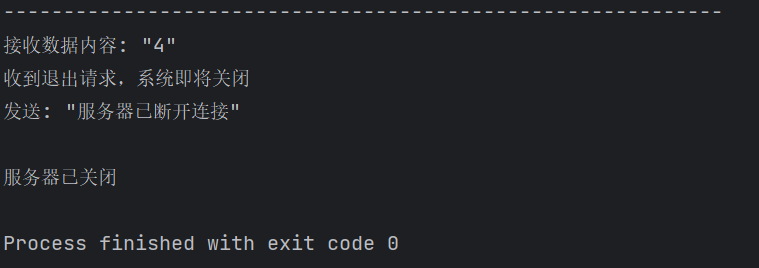 ------------------------------------------------------------
接收数据内容: "4"
收到退出请求，系统即将关闭
发送: "服务器已断开连接"
服务器已关闭
Process finished with exit code 0